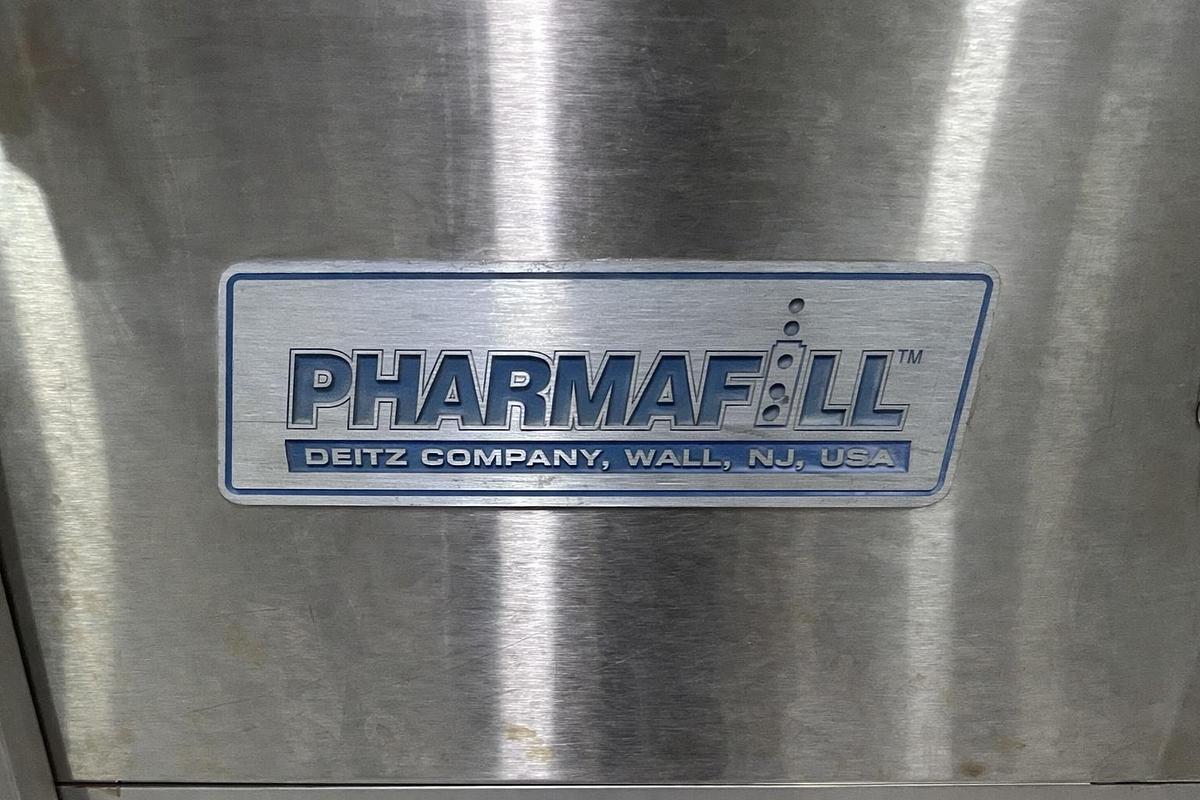 PHARMAFILL™
DEITZ COMPANY, WALL, NJ, USA